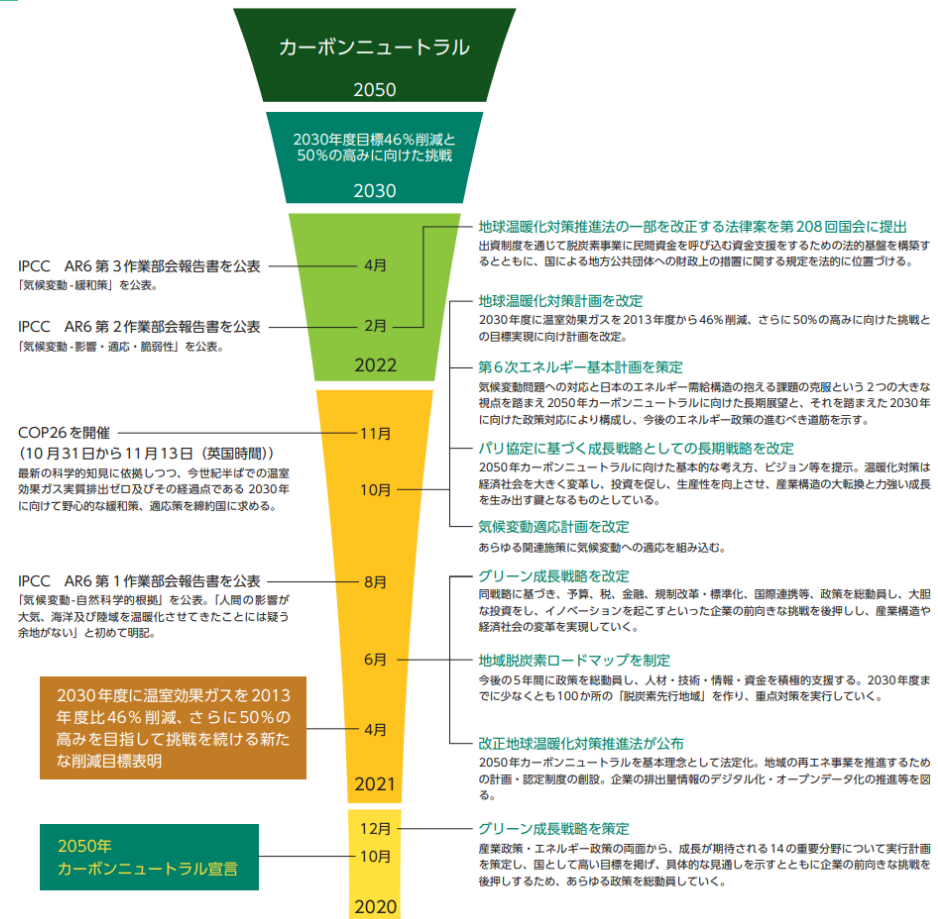 カーボンニュートラル
2050
2030年度目標46%削減と
50%の高みに向けた挑戦
2030
地球温暖化対策推進法の一部を改正する法律案を第208回国会に提出
出資制度を通じて脱炭素事業に民間資金を呼び込む資金支援をするための法的基盤を構築す
るとともに、国による地方公共団体への財政上の措置に関する規定を法的に位置づける。
IPCC AR6 第3作業部会報告書を公表
4月
「気候変動-緩和策」を公表。
地球温暖化対策計画を改定
2030年度に温室効果ガスを2013年度から46%削減、さらに50%の高みに向けた挑戦と
の目標実現に向け計画を改定。
IPCC AR6 第2作業部会報告書を公表
2月
「気候変動-影響・適応・脆弱性」を公表。
2022
第6次エネルギー基本計画を策定
気候変動問題への対応と日本のエネルギー需給構造の抱える課題の克服という2つの大きな
視点を踏まえ2050年カーボンニュートラルに向けた長期展望と、それを踏まえた2030年
に向けた政策対応により構成し、今後のエネルギー政策の進むべき道筋を示す。
COP26を開催
11月
(10月31日から11月13日(英国時間))
最新の科学的知見に依拠しつつ、今世紀半ばでの温室
効果ガス実質排出ゼロ及びその経過点である 2030年
に向けて野心的な緩和策、適応策を締約国に求める。
パリ協定に基づく成長戦略としての長期戦略を改定
2050年カーボンニュートラルに向けた基本的な考え方、ビジョン等を提示。温暖化対策は
経済社会を大きく変革し、投資を促し、生産性を向上させ、産業構造の大転換と力強い成長
を生み出す鍵となるものとしている。
10月
気候変動適応計画を改定
あらゆる関連施策に気候変動への適応を組み込む。
IPCC AR6 第1作業部会報告書を公表
8月
「気候変動-自然科学的根拠」を公表。「人間の影響が
大気、海洋及び陸域を温暖化させてきたことには疑う
余地がない」と初めて明記。
グリーン成長戦略を改定
同戦略に基づき、予算、税、金融、規制改革・標準化、国際連携等、政策を総動員し、大胆
な投資をし、イノベーションを起こすといった企業の前向きな挑戦を後押しし、産業構造や
経済社会の変革を実現していく。
6月
地域脱炭素ロードマップを制定
今後の5年間に政策を総動員し、人材・技術・情報・資金を積極的支援する。2030年度ま
でに少なくとも100か所の「脱炭素先行地域」を作り、重点対策を実行していく。
2030年度に温室効果ガスを2013
年度比46%削減、さらに50%の
高みを目指して挑戦を続ける新た
な削減目標表明
4月
改正地球温暖化対策推進法が公布
2050年カーボンニュートラルを基本理念として法定化。地域の再エネ事業を推進するため
の計画・認定制度の創設。企業の排出量情報のデジタル化・オープンデータ化の推進等を図
る。
2021
12月
グリーン成長戦略を策定
産業政策・エネルギー政策の両面から、成長が期待される14の重要分野について実行計画
を策定し、国として高い目標を掲げ、具体的な見通しを示すとともに企業の前向きな挑戦を
後押しするため、あらゆる政策を総動員していく。
2050年
カーボンニュートラル宣言
10月
2020